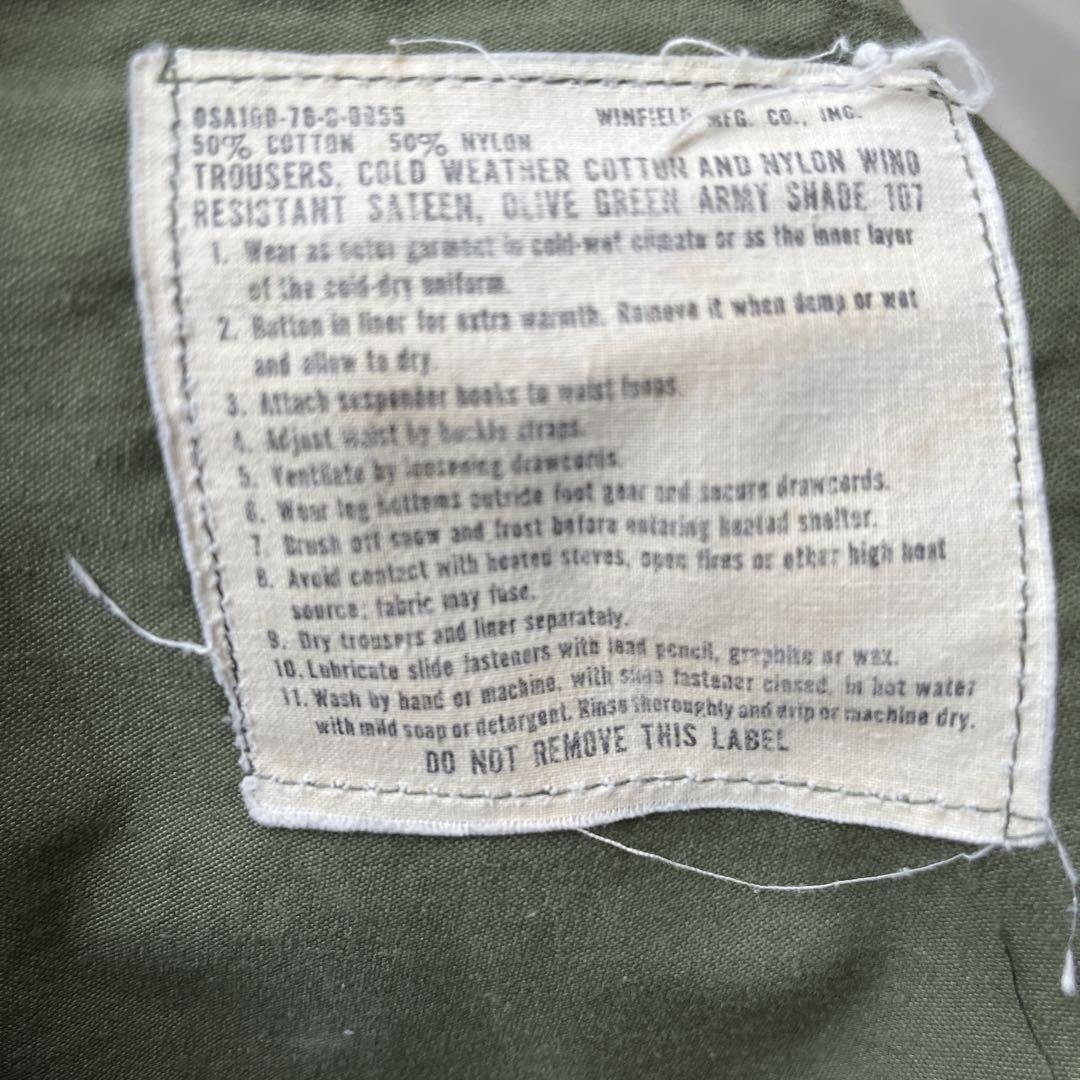 DSA100-76-C-0355 WINFIELD MFG. CO., INC.
50% COTTON 50% NYLON
TROUSERS, COLD WEATHER COTTON AND NYLON WIND
RESISTANT SATEEN, OLIVE GREEN ARMY SHADE 107
1. Wear as outer garment in cold-wet climate or as the inner layer
of the cold-dry uniform.
2. Button in liner for extra warmth. Remove it when damp or wet
and allow to dry.
3. Attach suspender hooks to waist loops.
4. Adjust waist by buckle straps.
5. Ventilate by loosening drawcords.
6. Wear leg bottoms outside foot gear and secure drawcords.
7. Brush off snow and frost before entering heated shelter.
8. Avoid contact with heated stoves, open fires or other high heat
source; fabric may fuse.
9. Dry trousers and liner separately.
10. Lubricate slide fasteners with lead pencil, graphite or wax.
11. Wash by hand or machine, with slide fastener closed, in hot water
with mild soap or detergent. Rinse thoroughly and drip or machine dry.
DO NOT REMOVE THIS LABEL